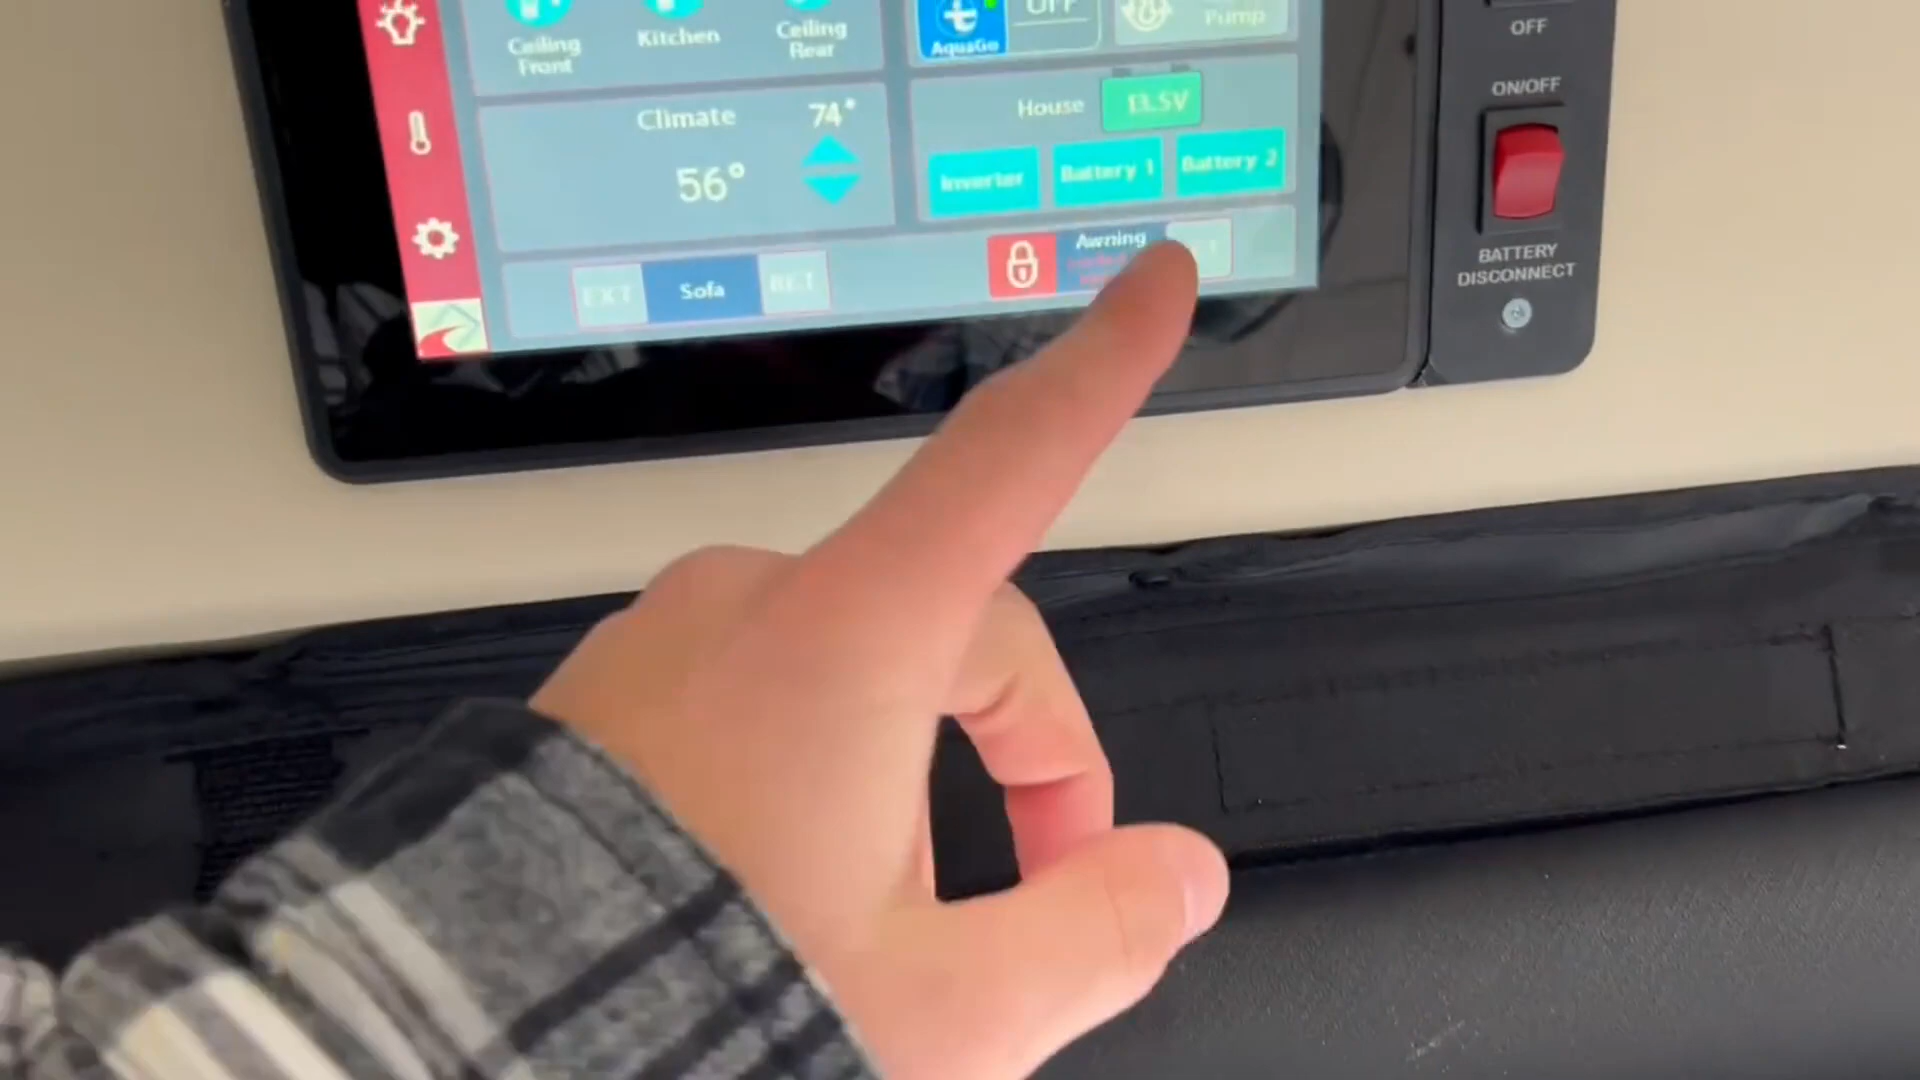 Ceiling
Front
Kitchen
Ceiling
Rear
AquaGo
OFF
Pump
OFF
ON/OFF
BATTERY
DISCONNECT
Climate
74°
56°
House
13.5V
Inverter
Battery 1
Battery 2
EXT
Sofa
RET
Awning